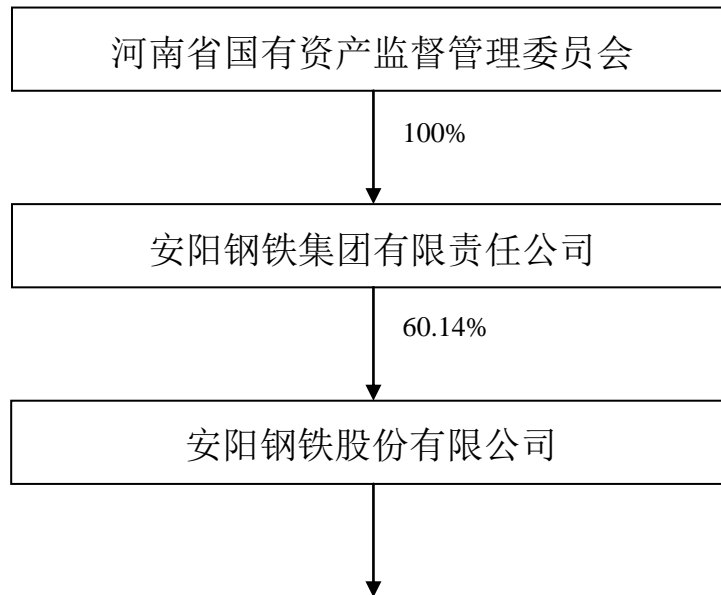 河南省国有资产监督管理委员会
100%
安阳钢铁集团有限责任公司
60.14%
安阳钢铁股份有限公司